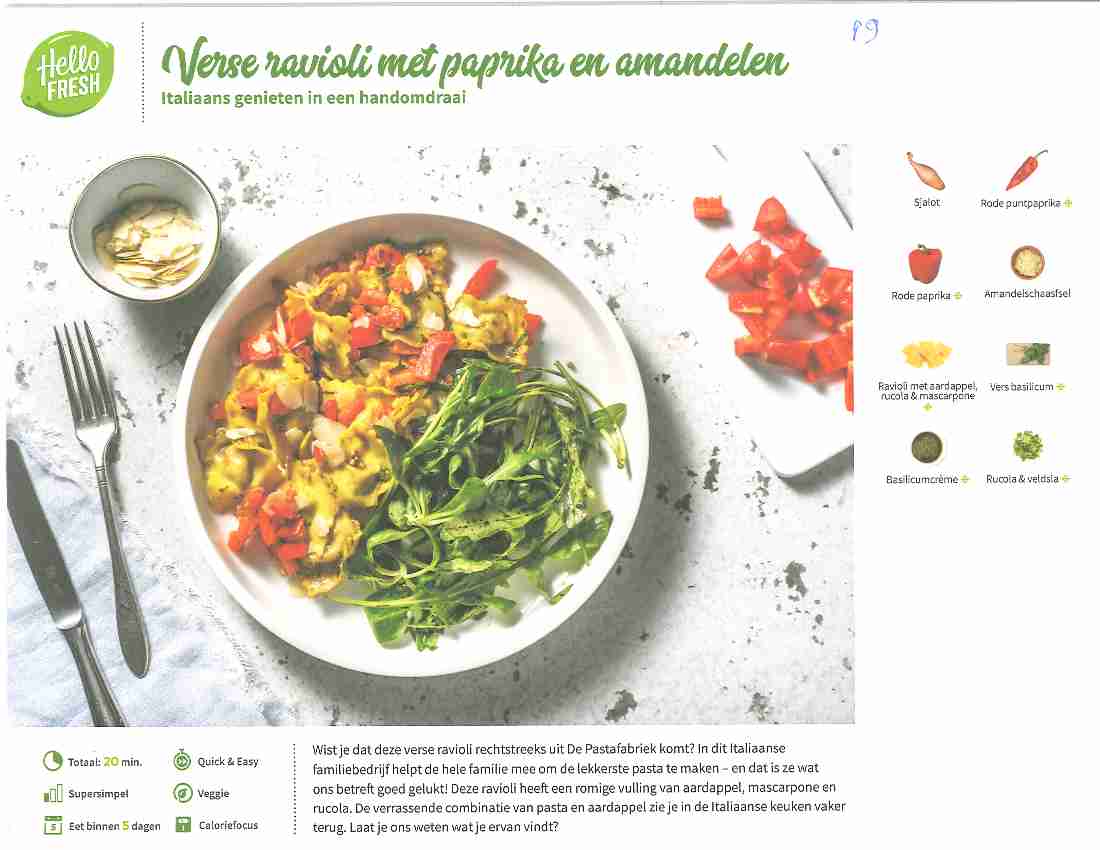 Hello
FRESH
Verse ravioli met paprika en amandelen
Italiaans genieten in een handomdraai
19
Sjalot
Rode puntpaprika
Rode paprika
Amandelschaafsel
Ravioli met aardappel,
rucola & mascarpone
Vers basilicum
Basilicumcrème
Rucola & veldsla
Totaal: 20 min.
Quick & Easy
Supersimpel
Veggie
5
Eet binnen 5 dagen
Caloriefocus
Wist je dat deze verse ravioli rechtstreeks uit De Pastafabriek komt? In dit Italiaanse
familiebedrijf helpt de hele familie mee om de lekkerste pasta te maken – en dat is ze wat
ons betreft goed gelukt! Deze ravioli heeft een romige vulling van aardappel, mascarpone en
rucola. De verrassende combinatie van pasta en aardappel zie je in de Italiaanse keuken vaker
terug. Laat je ons weten wat je ervan vindt?